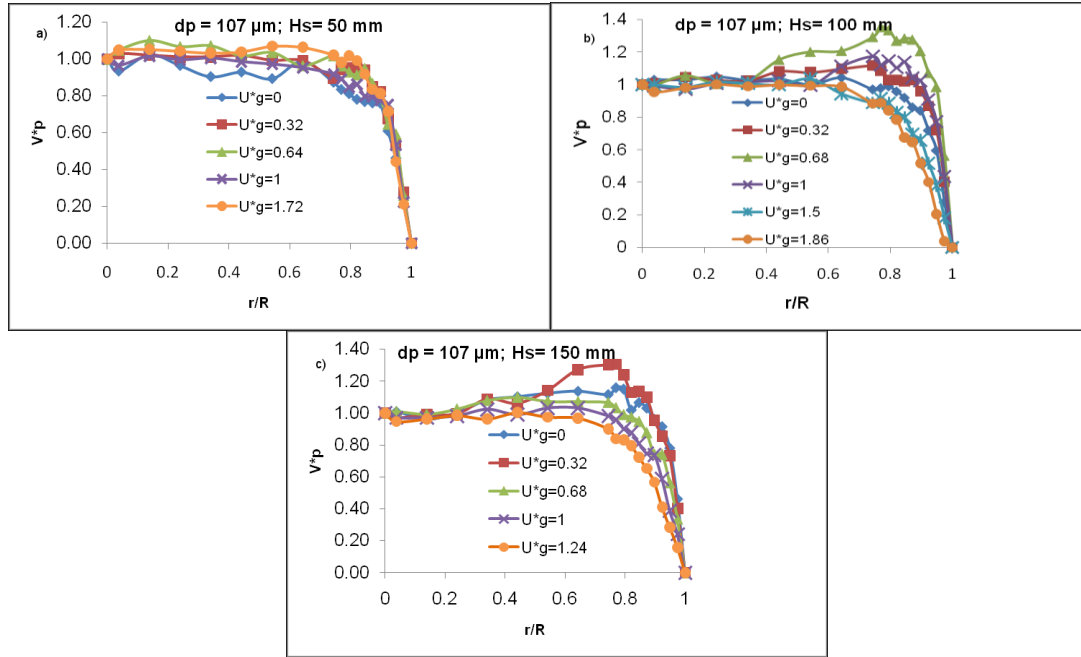 a)
dp = 107 µm; Hs= 50 mm
1.20
1.00
0.80
0.60
0.40
0.20
0.00
V*p
U*g=0
U*g=0.32
U*g=0.64
U*g=1
U*g=1.72
0 0.2 0.4 0.6 0.8 1
r/R
b)
dp = 107 µm; Hs= 100 mm
1.4
1.2
1
0.8
0.6
0.4
0.2
0
V*p
U*g=0
U*g=0.32
U*g=0.68
U*g=1
U*g=1.5
U*g=1.86
0 0.2 0.4 0.6 0.8 1
r/R
c)
dp = 107 µm; Hs= 150 mm
1.40
1.20
1.00
0.80
0.60
0.40
0.20
0.00
V*p
U*g=0
U*g=0.32
U*g=0.68
U*g=1
U*g=1.24
0 0.2 0.4 0.6 0.8 1
r/R